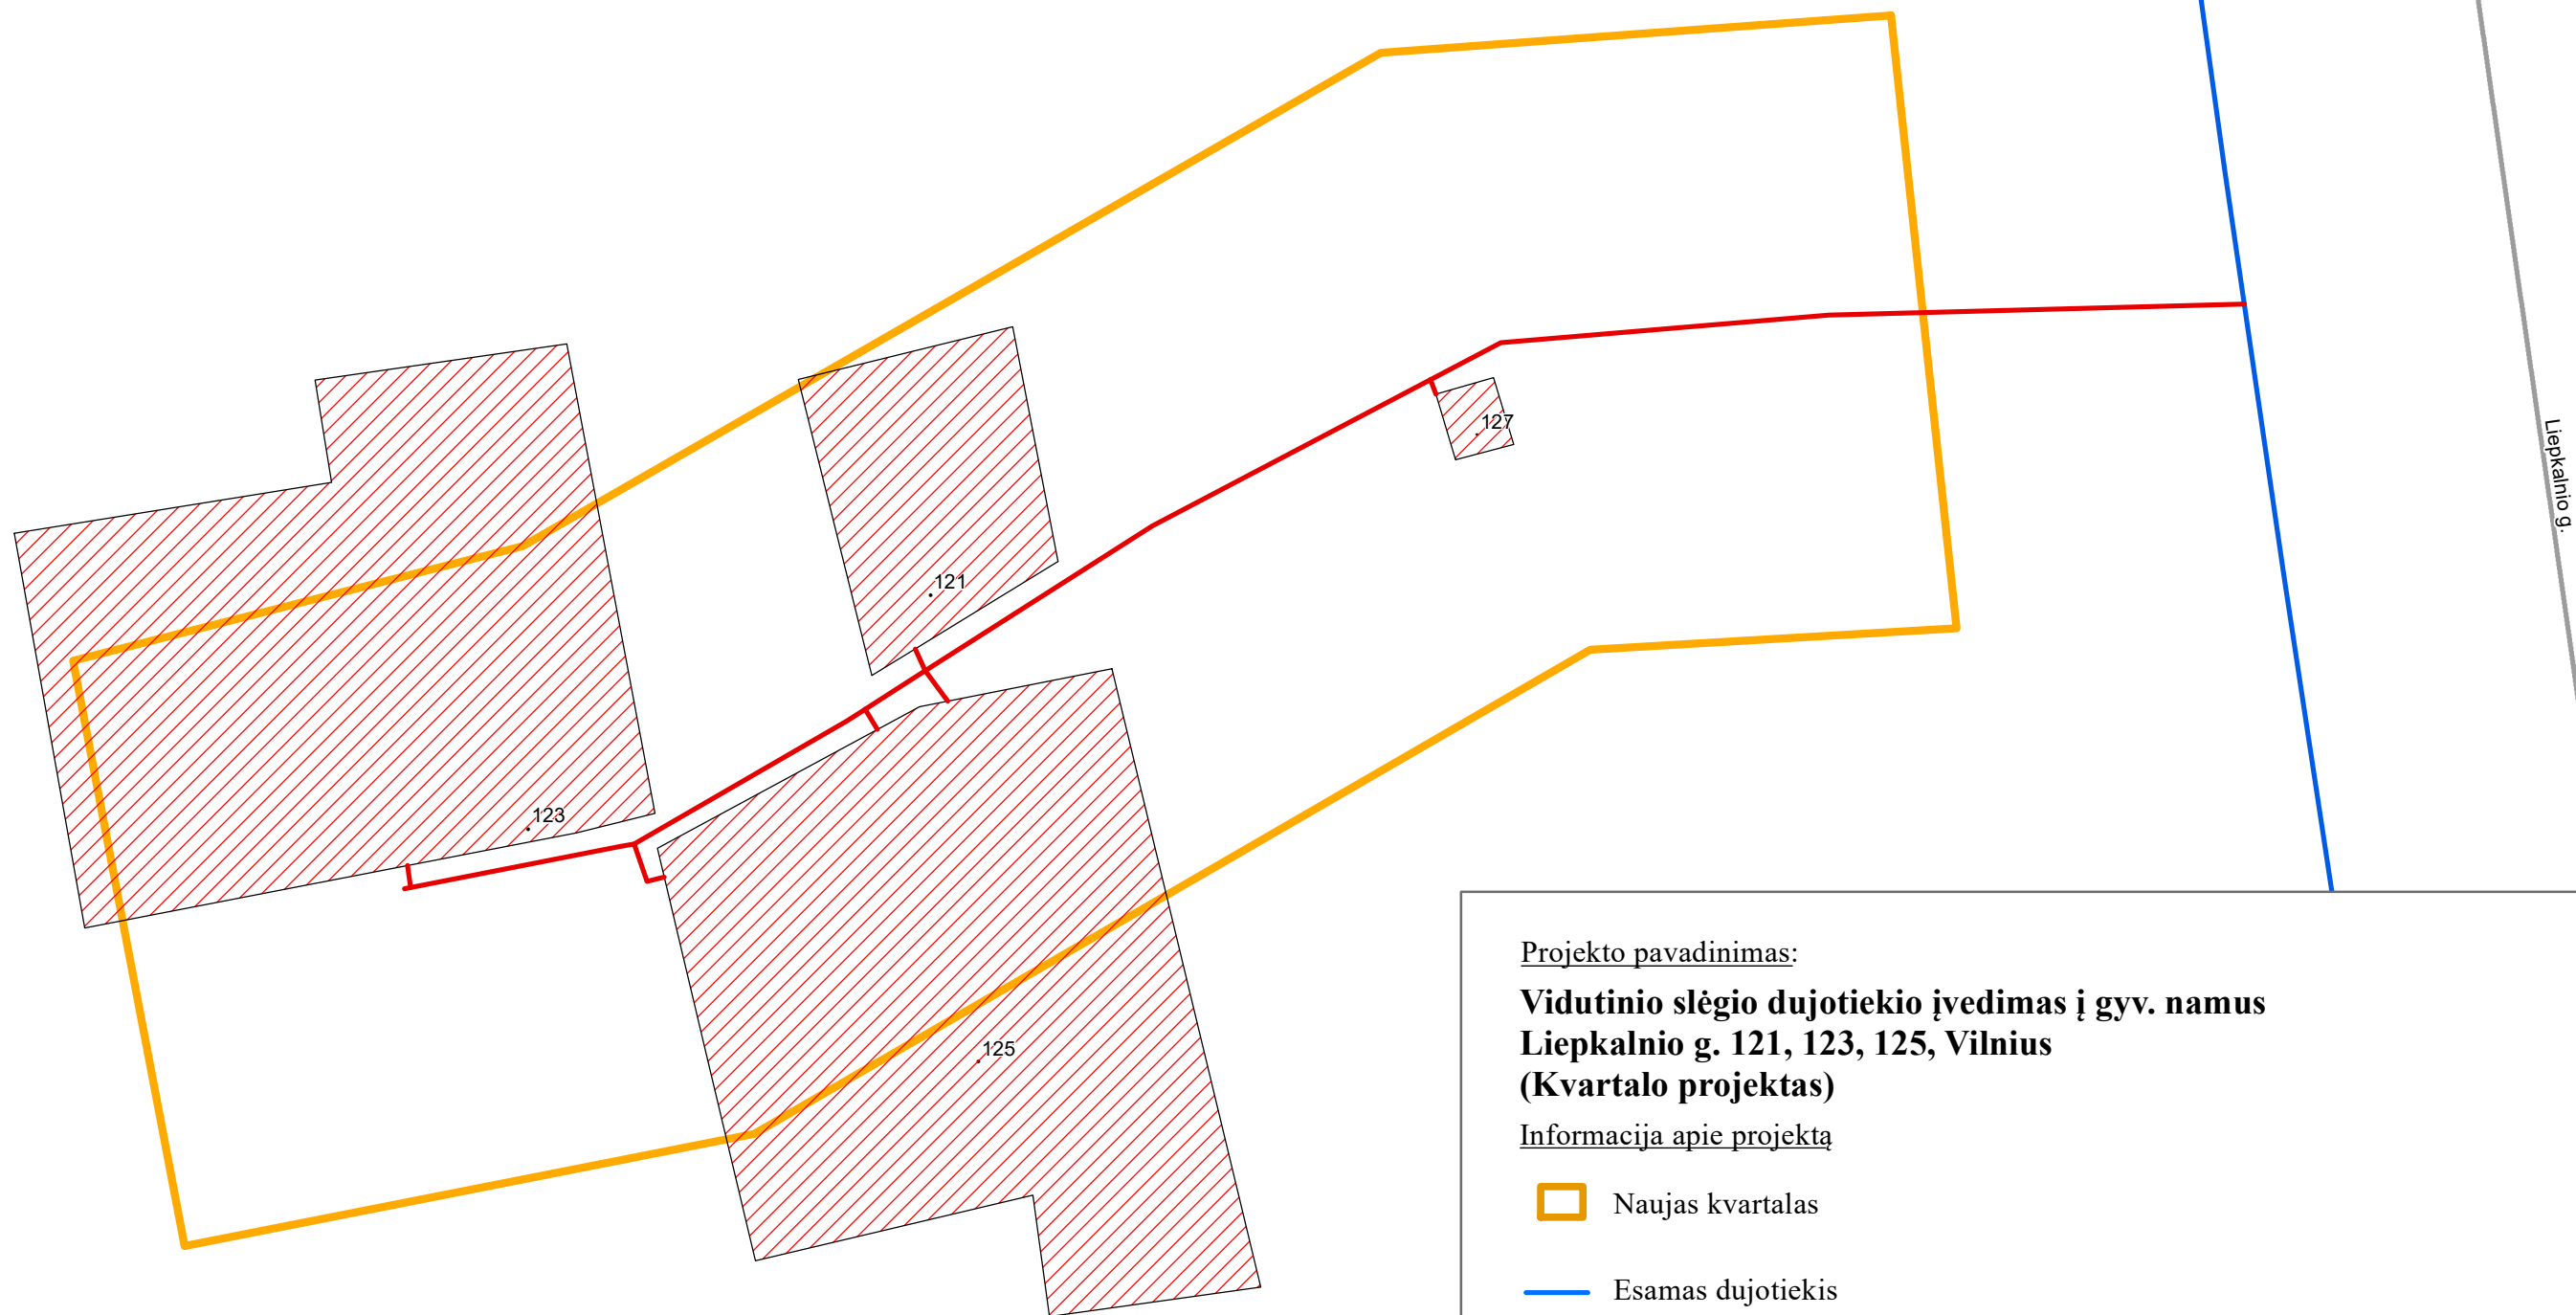 127
Liepkalnio g.
121
123
125
Projekto pavadinimas:
Vidutinio slėgio dujotiekio įvedimas į gyv. namus
Liepkalnio g. 121, 123, 125, Vilnius
(Kvartalo projektas)
Informacija apie projektą
Naujas kvartalas
Esamas dujotiekis